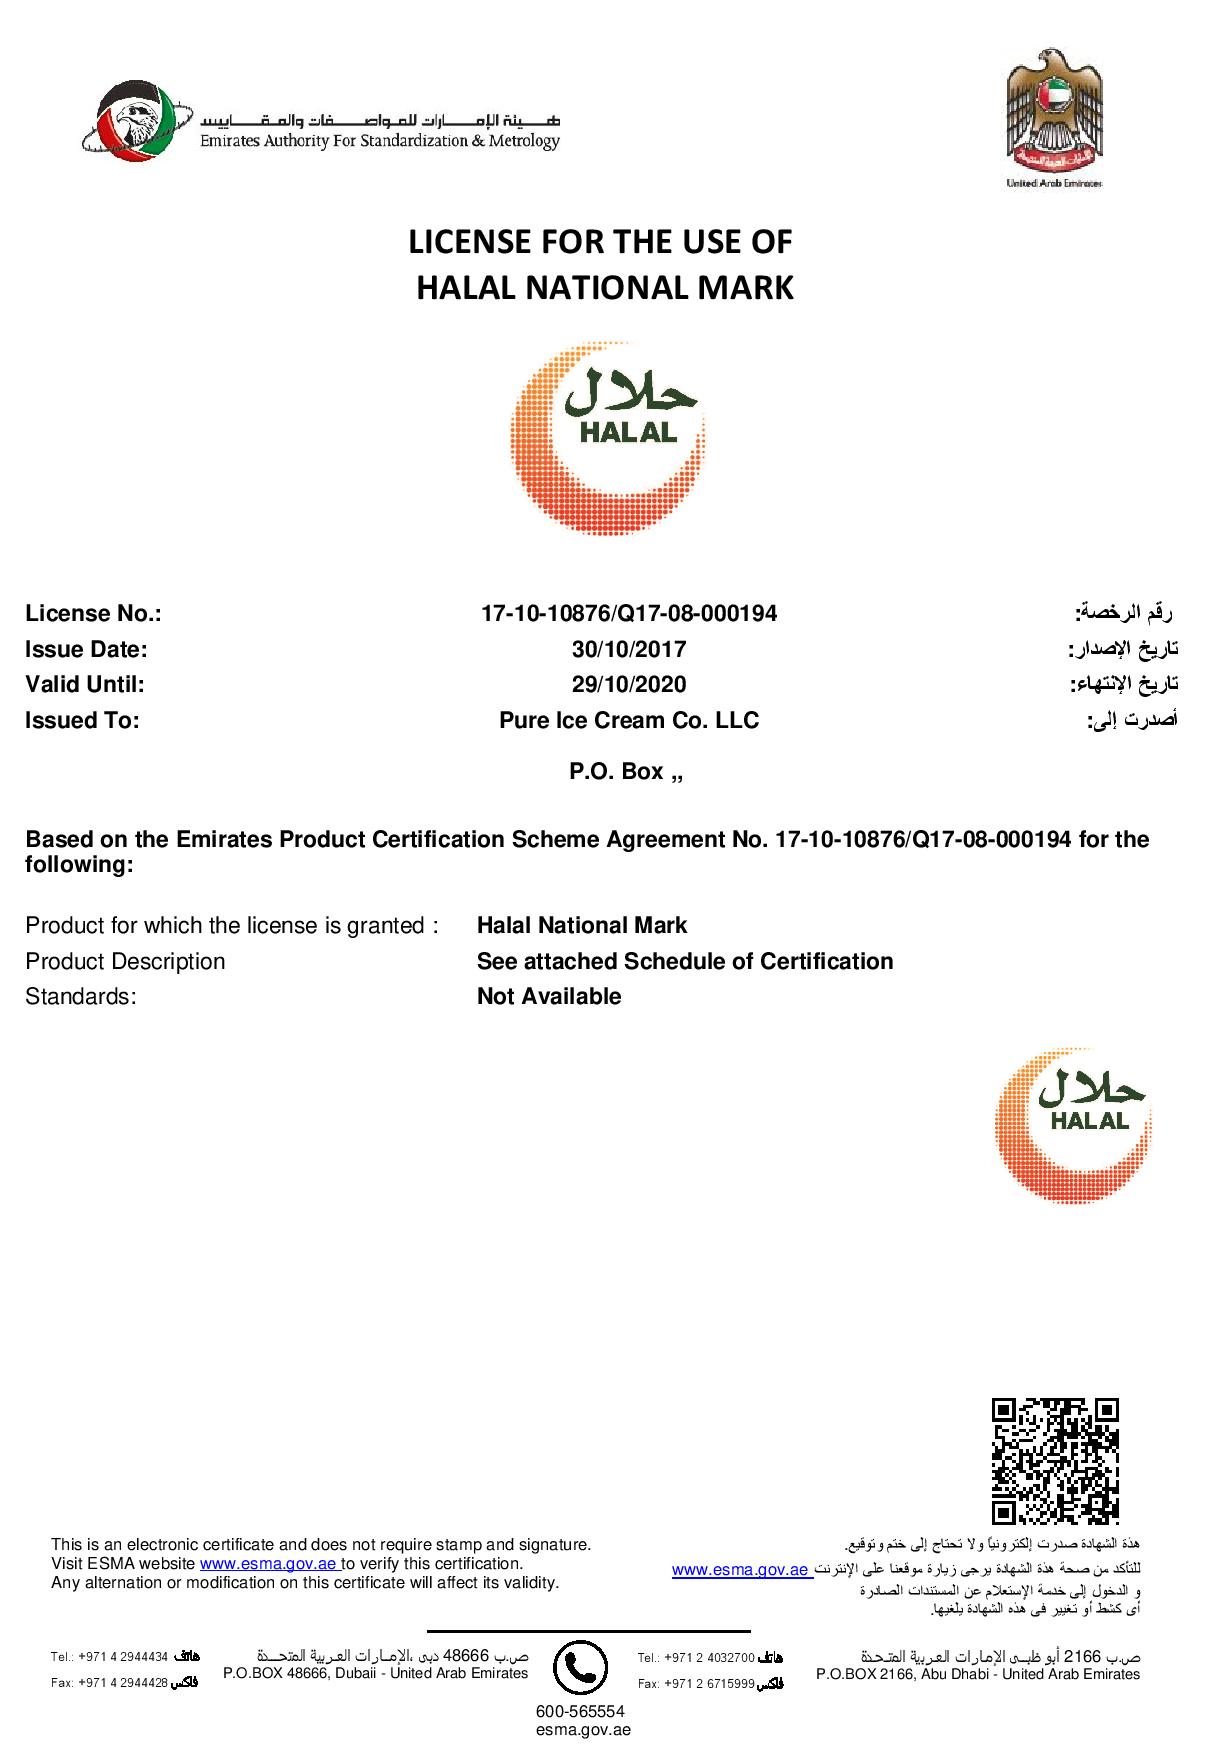 هيئة الإمارات للمواصفات والمقاييس
Emirates Authority For Standardization & Metrology
الإمارات العربية المتحدة
United Arab Emirates
LICENSE FOR THE USE OF
HALAL NATIONAL MARK
حلال
HALAL
License No.: 17-10-10876/Q17-08-000194 رقم الرخصة:
Issue Date: 30/10/2017 تاريخ الإصدار:
Valid Until: 29/10/2020 تاريخ الإنتهاء:
Issued To: Pure Ice Cream Co. LLC أصدرت إلى:
P.O. Box ,,
Based on the Emirates Product Certification Scheme Agreement No. 17-10-10876/Q17-08-000194 for the
following:
Product for which the license is granted : Halal National Mark
Product Description See attached Schedule of Certification
Standards: Not Available
حلال
HALAL
This is an electronic certificate and does not require stamp and signature.
Visit ESMA website www.esma.gov.ae to verify this certification.
Any alternation or modification on this certificate will affect its validity.
هذة الشهادة صدرت إلكترونياً ولا تحتاج إلى ختم وتوقيع.
للتأكد من صحة هذة الشهادة يرجى زيارة موقعنا على الإنترنت www.esma.gov.ae
و الدخول إلى خدمة الإستعلام عن المستندات الصادرة
أى كشط أو تغيير فى هذه الشهادة يلغيها.
Tel.: +971 4 2944434 هاتف
Fax: +971 4 2944428 فاكس
ص.ب 48666 دبى ،الإمـارات العـربية المتحـــدة
P.O.BOX 48666, Dubaii - United Arab Emirates
600-565554
esma.gov.ae
Tel.: +971 2 4032700 هاتف
Fax: +971 2 6715999 فاكس
ص.ب 2166 أبو ظبــى الإمارات العـربية المتـحدة
P.O.BOX 2166, Abu Dhabi - United Arab Emirates